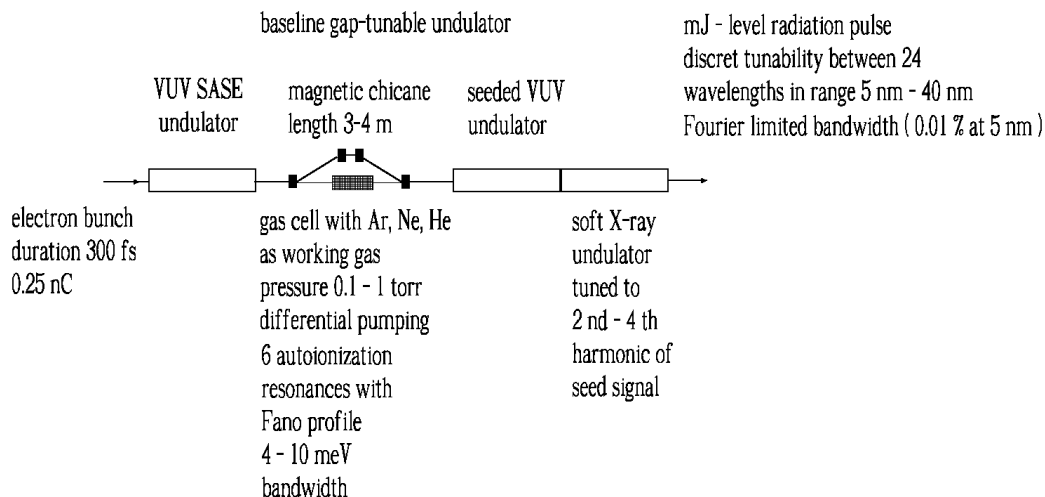 baseline gap-tunable undulator
mJ - level radiation pulse
discret tunability between 24
wavelengths in range 5 nm - 40 nm
Fourier limited bandwidth ( 0.01 % at 5 nm )
VUV SASE
undulator
magnetic chicane
length 3-4 m
seeded VUV
undulator
electron bunch
duration 300 fs
0.25 nC
gas cell with Ar, Ne, He
as working gas
pressure 0.1 - 1 torr
differential pumping
6 autoionization
resonances with
Fano profile
4 - 10 meV
bandwidth
soft X-ray
undulator
tuned to
2 nd - 4 th
harmonic of
seed signal